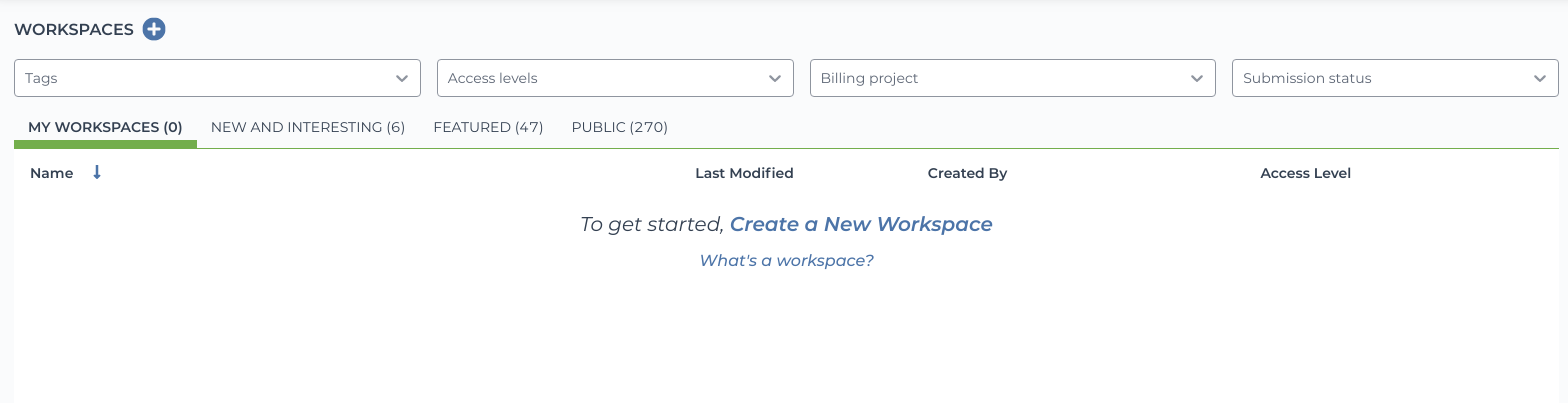 WORKSPACES
Tags Access levels Billing project Submission status
MY WORKSPACES (0) NEW AND INTERESTING (6) FEATURED (47) PUBLIC (270)
Name Last Modified Created By Access Level
To get started, Create a New Workspace
What's a workspace?